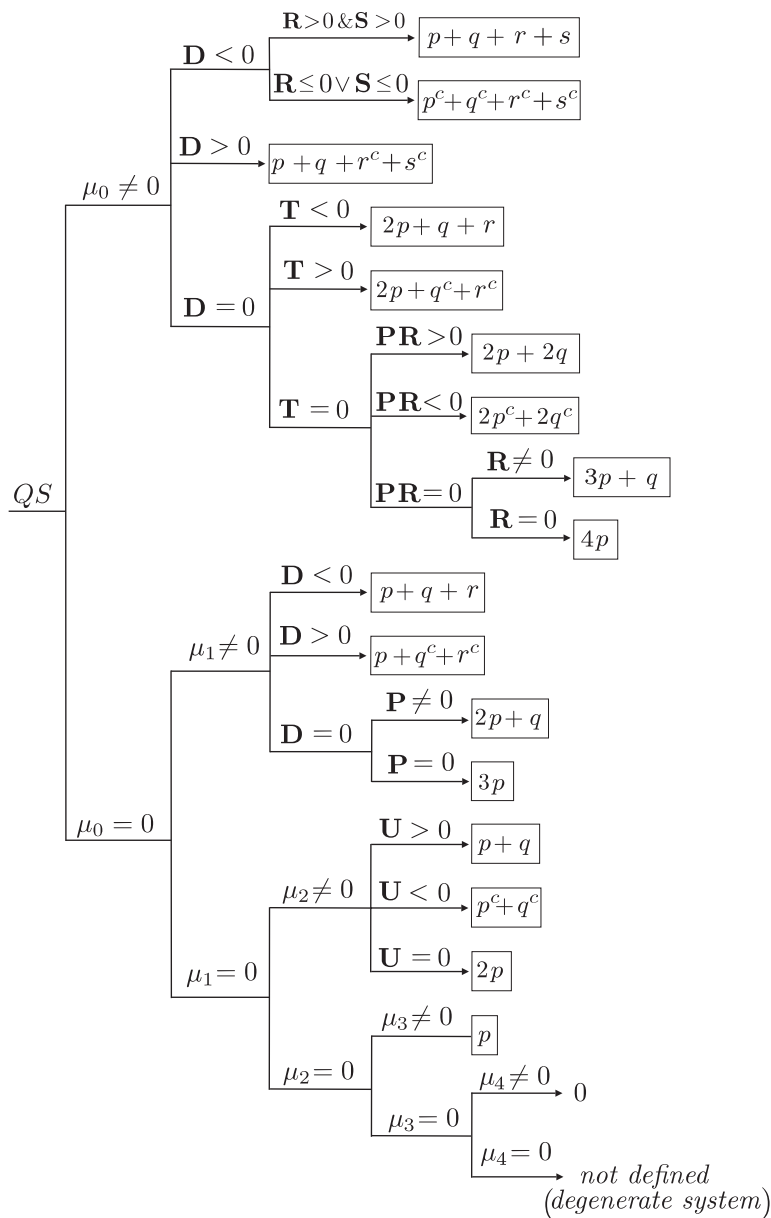 R>0&S>0
p+q+r+s
D<0
R≤0∨S≤0
p^c+q^c+r^c+s^c
D>0
p+q+r^c+s^c
μ₀≠0
T<0
2p+q+r
T>0
2p+q^c+r^c
D=0
PR>0
2p+2q
PR<0
2p^c+2q^c
T=0
R≠0
3p+q
PR=0
R=0
4p
QS
D<0
p+q+r
D>0
p+q^c+r^c
μ₁≠0
P≠0
2p+q
D=0
P=0
3p
μ₀=0
U>0
p+q
μ₂≠0
U<0
p^c+q^c
U=0
2p
μ₁=0
μ₃≠0
p
μ₂=0
μ₄≠0
0
μ₃=0
μ₄=0
not defined
(degenerate system)